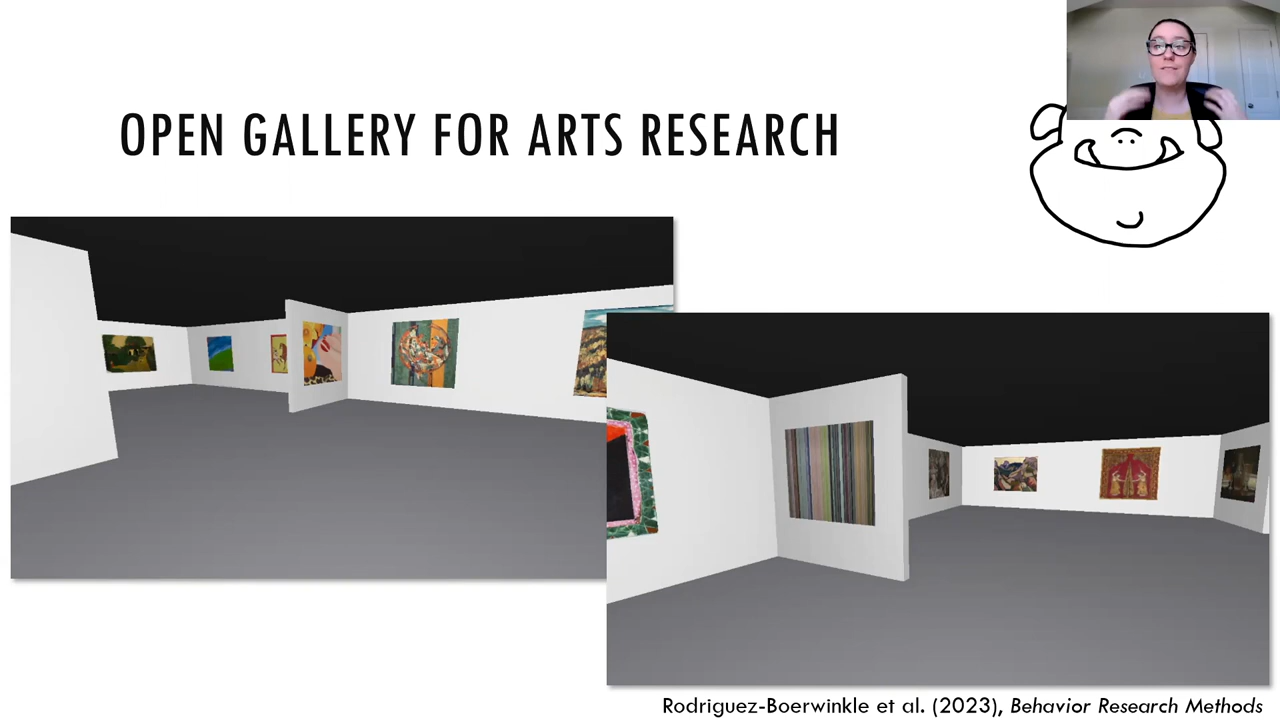 OPEN GALLERY FOR ARTS RESEARCH
Rodriguez-Boerwinkle et al. (2023), Behavior Research Methods